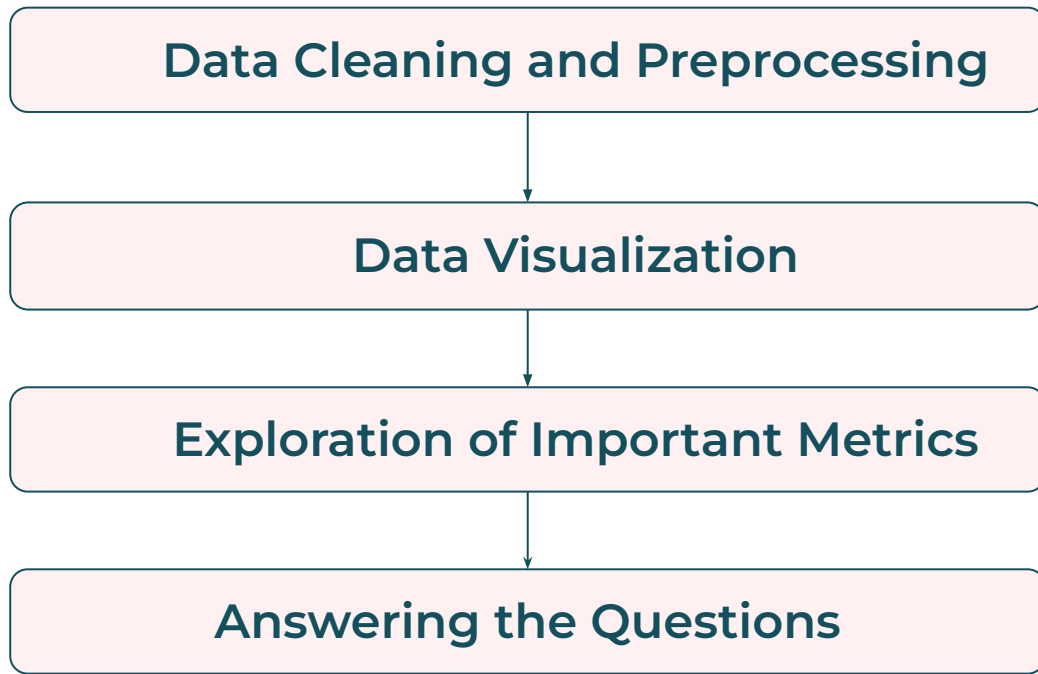 Data Cleaning and Preprocessing
Data Visualization
Exploration of Important Metrics
Answering the Questions